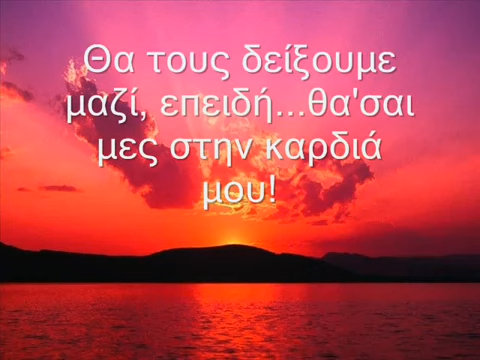 Θα τους δείξουμε
μαζί, επειδή...θα'σαι
μες στην καρδιά
μου!